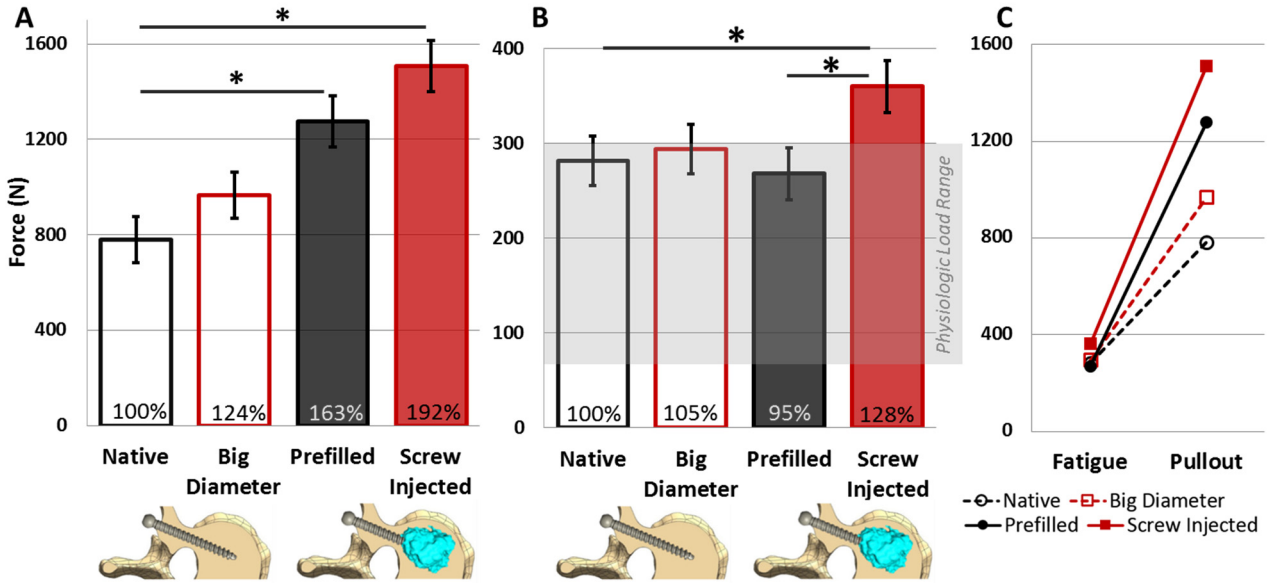 A
*
*
1600
1200
800
400
0
Force (N)
100%
124%
163%
192%
Native
Big
Diameter
Prefilled
Screw
Injected
B
*
*
400
300
200
100
0
Physiologic Load Range
100%
105%
95%
128%
Native
Big
Diameter
Prefilled
Screw
Injected
C
1600
1200
800
400
0
Fatigue Pullout
Native Big Diameter
Prefilled Screw Injected